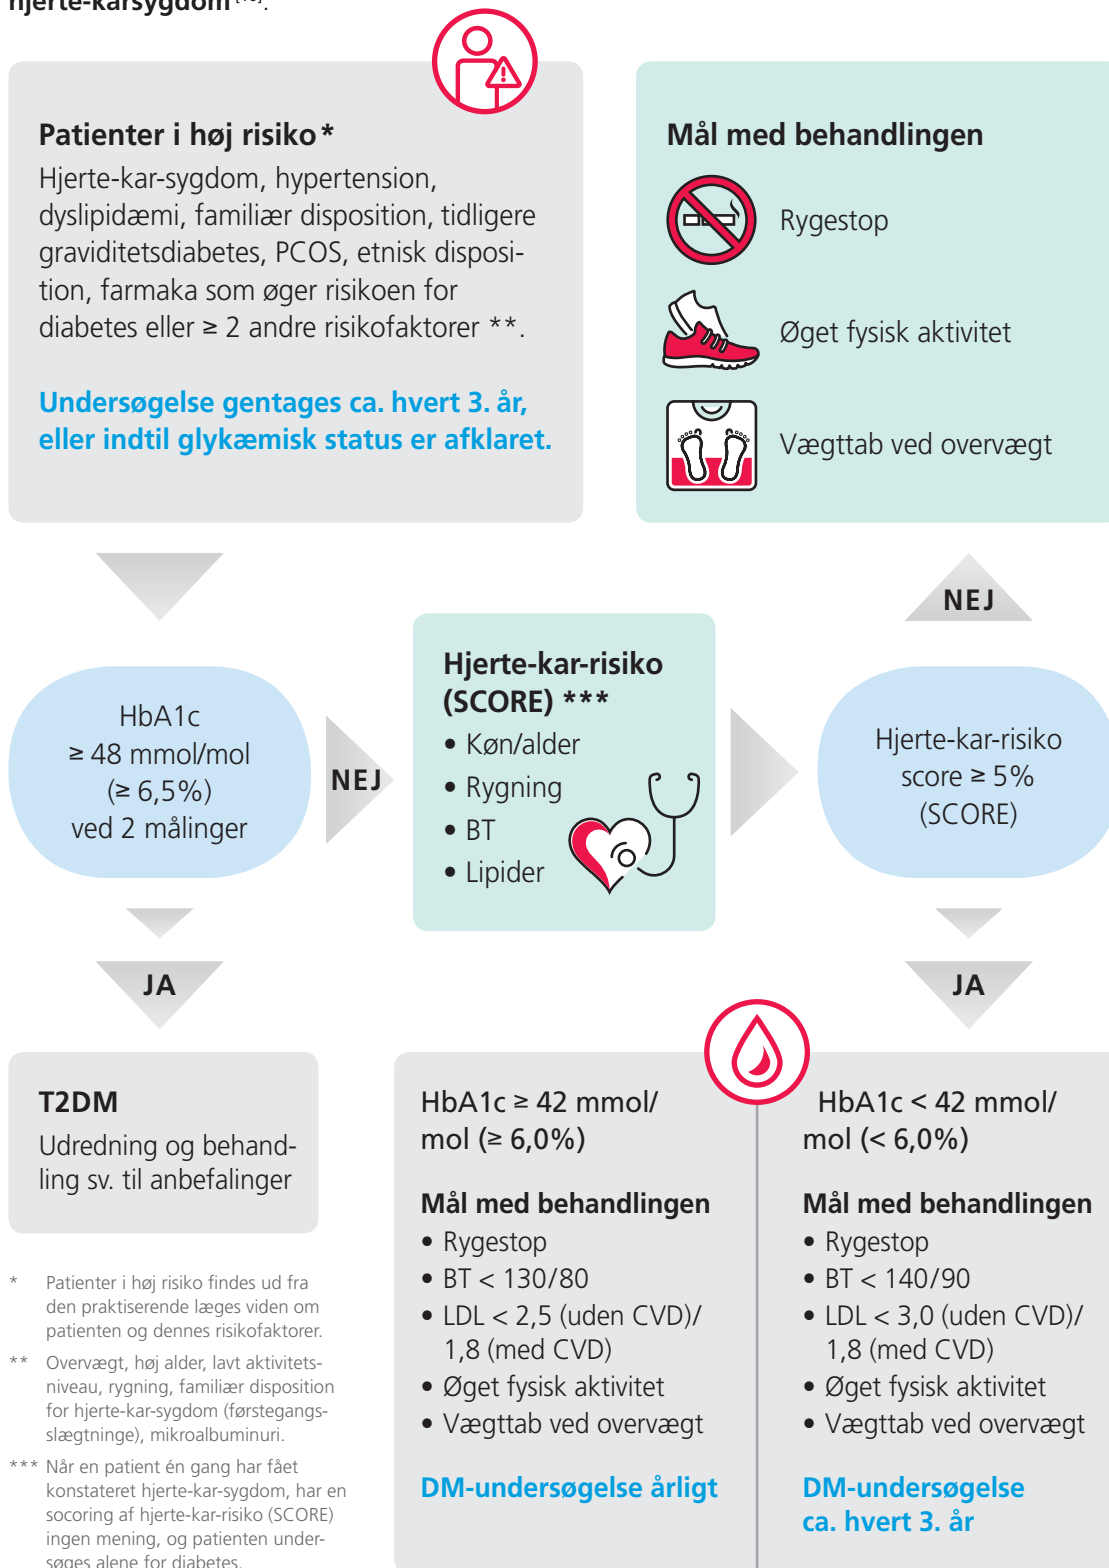 hjerte-karsygdom [18].
Patienter i høj risiko *
Hjerte-kar-sygdom, hypertension,
dyslipidæmi, familiær disposition, tidligere
graviditetsdiabetes, PCOS, etnisk disposi-
tion, farmaka som øger risikoen for
diabetes eller ≥ 2 andre risikofaktorer **.
Undersøgelse gentages ca. hvert 3. år,
eller indtil glykæmisk status er afklaret.
Mål med behandlingen
Rygestop
Øget fysisk aktivitet
Vægttab ved overvægt
HbA1c
≥ 48 mmol/mol
(≥ 6,5%)
ved 2 målinger
NEJ
Hjerte-kar-risiko
(SCORE) ***
• Køn/alder
• Rygning
• BT
• Lipider
Hjerte-kar-risiko
score ≥ 5%
(SCORE)
NEJ
JA
JA
T2DM
Udredning og behand-
ling sv. til anbefalinger
HbA1c ≥ 42 mmol/
mol (≥ 6,0%)
Mål med behandlingen
• Rygestop
• BT < 130/80
• LDL < 2,5 (uden CVD)/
1,8 (med CVD)
• Øget fysisk aktivitet
• Vægttab ved overvægt
DM-undersøgelse årligt
HbA1c < 42 mmol/
mol (< 6,0%)
Mål med behandlingen
• Rygestop
• BT < 140/90
• LDL < 3,0 (uden CVD)/
1,8 (med CVD)
• Øget fysisk aktivitet
• Vægttab ved overvægt
DM-undersøgelse
ca. hvert 3. år
* Patienter i høj risiko findes ud fra
den praktiserende læges viden om
patienten og dennes risikofaktorer.
** Overvægt, høj alder, lavt aktivitets-
niveau, rygning, familiær disposition
for hjerte-kar-sygdom (førstegangs-
slægtninge), mikroalbuminuri.
*** Når en patient én gang har fået
konstateret hjerte-kar-sygdom, har en
socoring af hjerte-kar-risiko (SCORE)
ingen mening, og patienten under-
søges alene for diabetes.